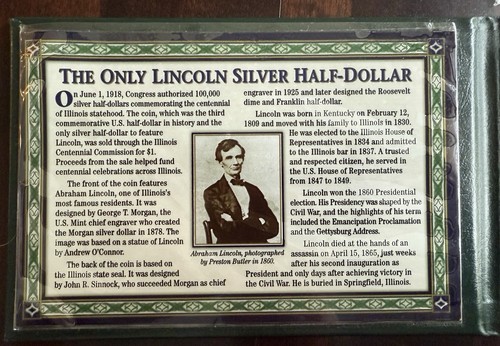 THE ONLY LINCOLN SILVER HALF-DOLLAR
On June 1, 1918, Congress authorized 100,000
silver half-dollars commemorating the centennial
of Illinois statehood. The coin, which was the third
commemorative U.S. half-dollar in history and the
only silver half-dollar to feature
Lincoln, was sold through the Illinois
Centennial Commission for $1.
Proceeds from the sale helped fund
centennial celebrations across Illinois.
The front of the coin features
Abraham Lincoln, one of Illinois's
most famous residents. It was
designed by George T. Morgan, the
U.S. Mint chief engraver who created
the Morgan silver dollar in 1878. The
image was based on a statue of Lincoln
by Andrew O'Connor.
The back of the coin is based on
the Illinois state seal. It was designed
by John R. Sinnock, who succeeded Morgan as chief
engraver in 1925 and later designed the Roosevelt
dime and Franklin half-dollar.
Lincoln was born in Kentucky on February 12,
1809 and moved with his family to Illinois in 1830.
He was elected to the Illinois House of
Representatives in 1834 and admitted
to the Illinois bar in 1837. A trusted
and respected citizen, he served in
the U.S. House of Representatives
from 1847 to 1849.
Lincoln won the 1860 Presidential
election. His Presidency was shaped by the
Civil War, and the highlights of his term
included the Emancipation Proclamation
and the Gettysburg Address.
Lincoln died at the hands of an
assassin on April 15, 1865, just weeks
after his second inauguration as
President and only days after achieving victory in
the Civil War. He is buried in Springfield, Illinois.
Abraham Lincoln, photographed
by Preston Butler in 1860.